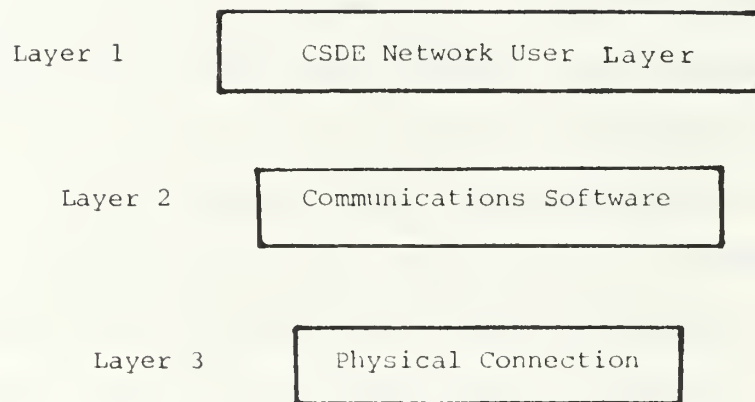 Layer 1 CSDE Network User Layer
Layer 2 Communications Software
Layer 3 Physical Connection